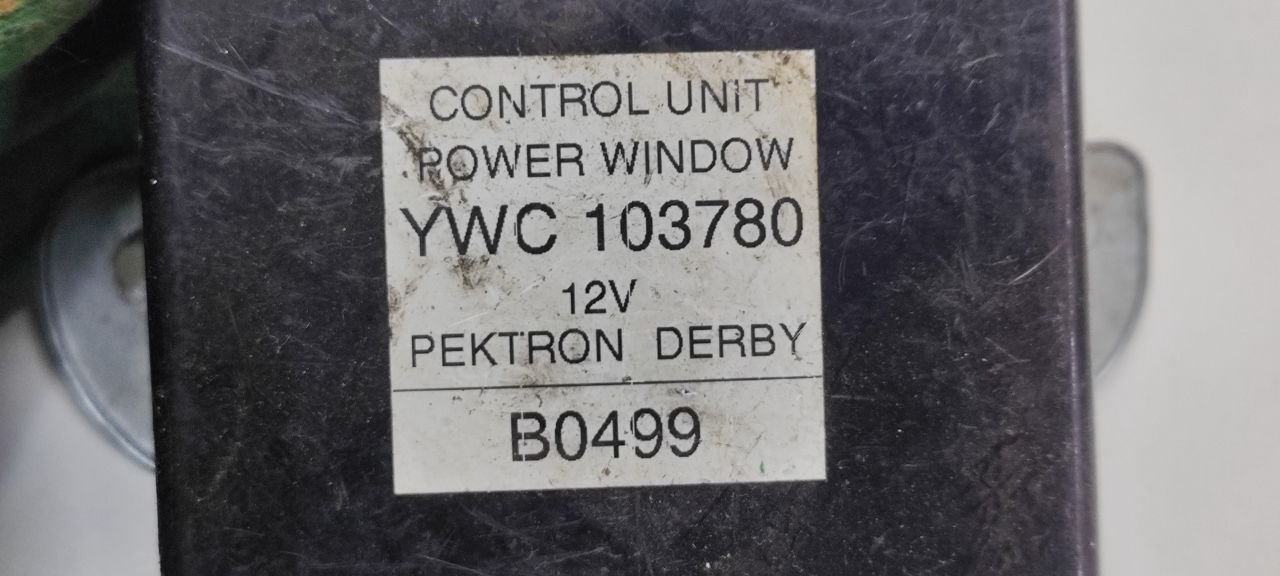 CONTROL UNIT
POWER WINDOW
YWC 103780
12V
PEKTRON DERBY
B0499